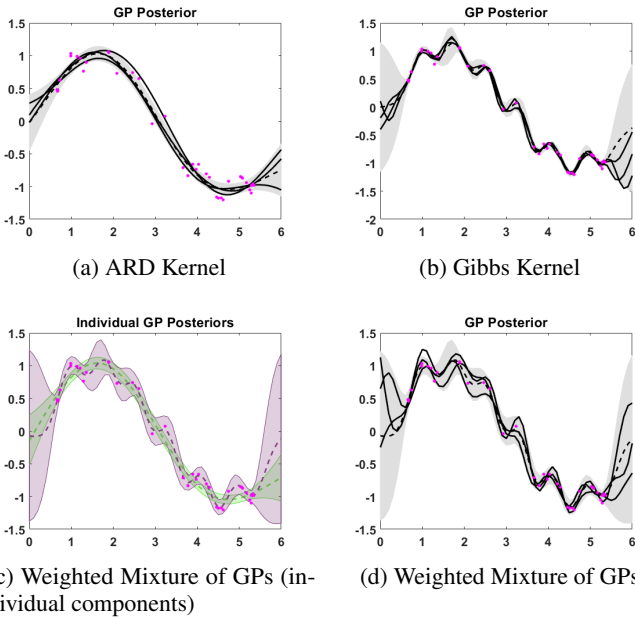 GP Posterior
1.5
1
0.5
0
-0.5
-1
-1.5
0 1 2 3 4 5 6
(a) ARD Kernel
GP Posterior
1.5
1
0.5
0
-0.5
-1
-1.5
-2
0 1 2 3 4 5 6
(b) Gibbs Kernel
Individual GP Posteriors
1.5
1
0.5
0
-0.5
-1
-1.5
0 1 2 3 4 5 6
c) Weighted Mixture of GPs (in-
ividual components)
GP Posterior
1.5
1
0.5
0
-0.5
-1
-1.5
0 1 2 3 4 5 6
(d) Weighted Mixture of GPs